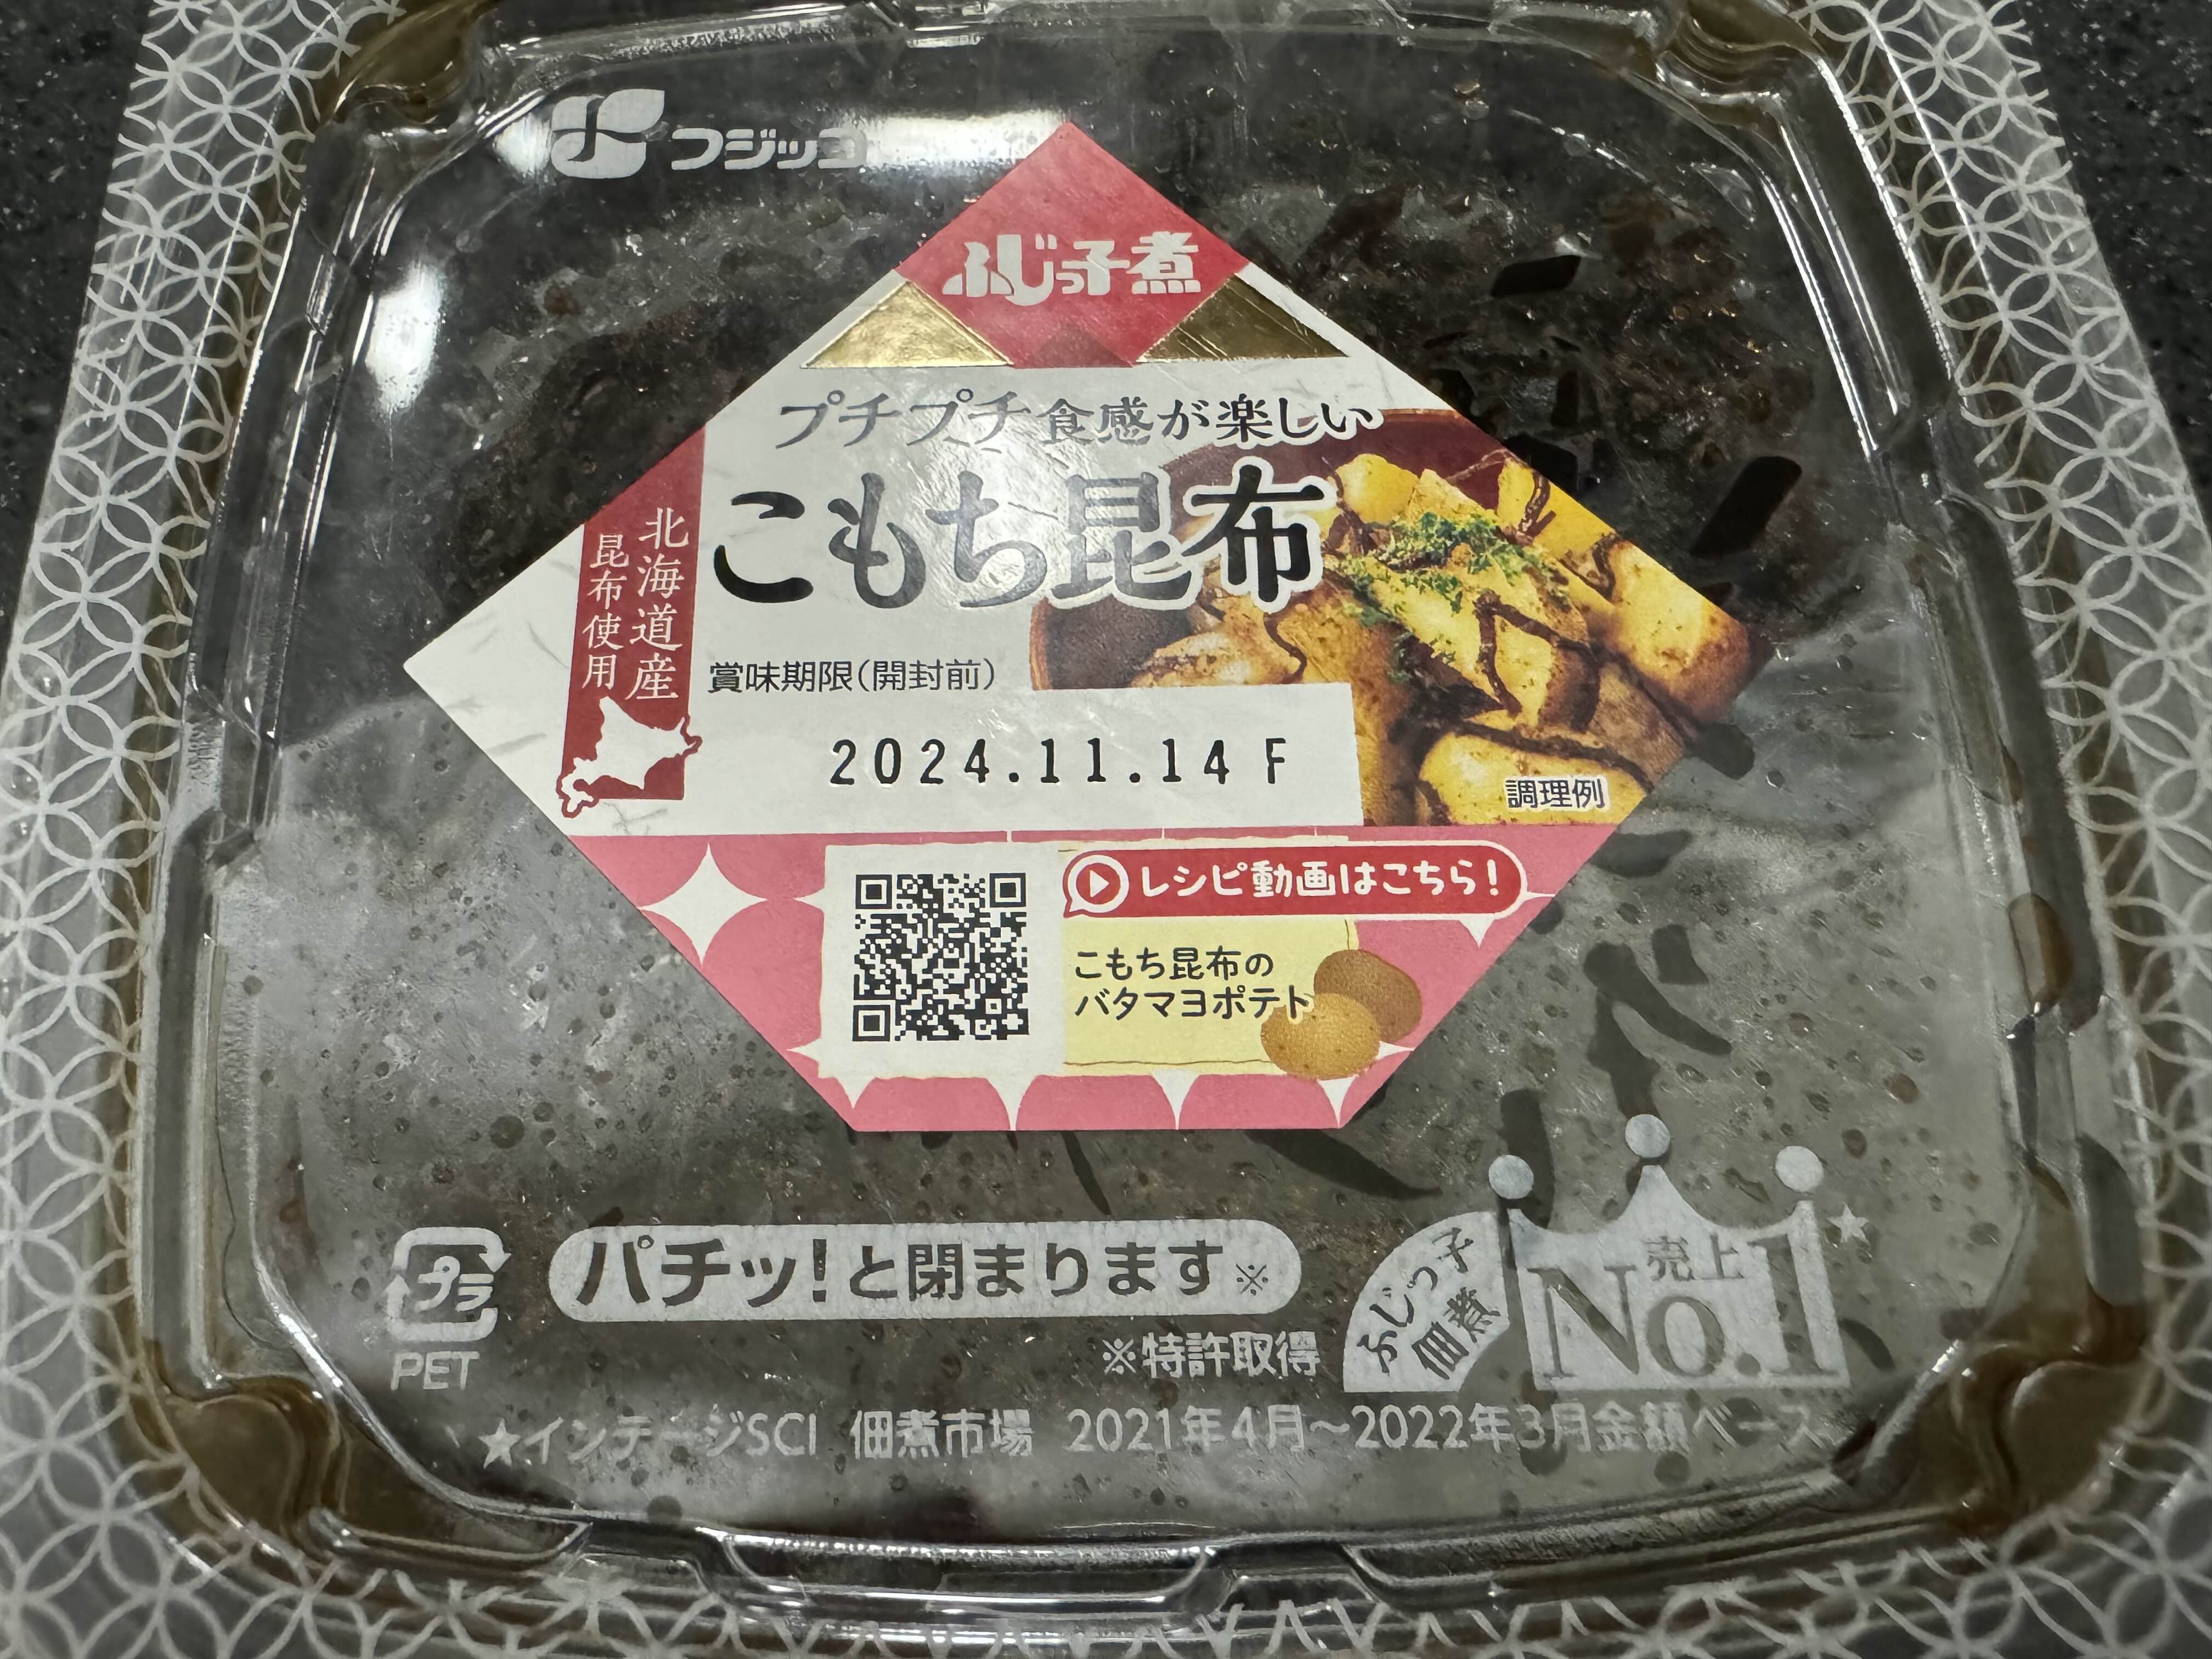 フジッコ
ふじっ子煮
プチプチ食感が楽しい
こもち昆布
北海道産
昆布使用
賞味期限(開封前)
2024.11.14 F
調理例
レシピ動画はこちら!
こもち昆布の
バタマヨポテト
プラ
PET
パチッ!と閉まります※
※特許取得
ふじっ子
佃煮
売上
No.1★
★インテージSCI 佃煮市場 2021年4月~2022年3月金額ベース